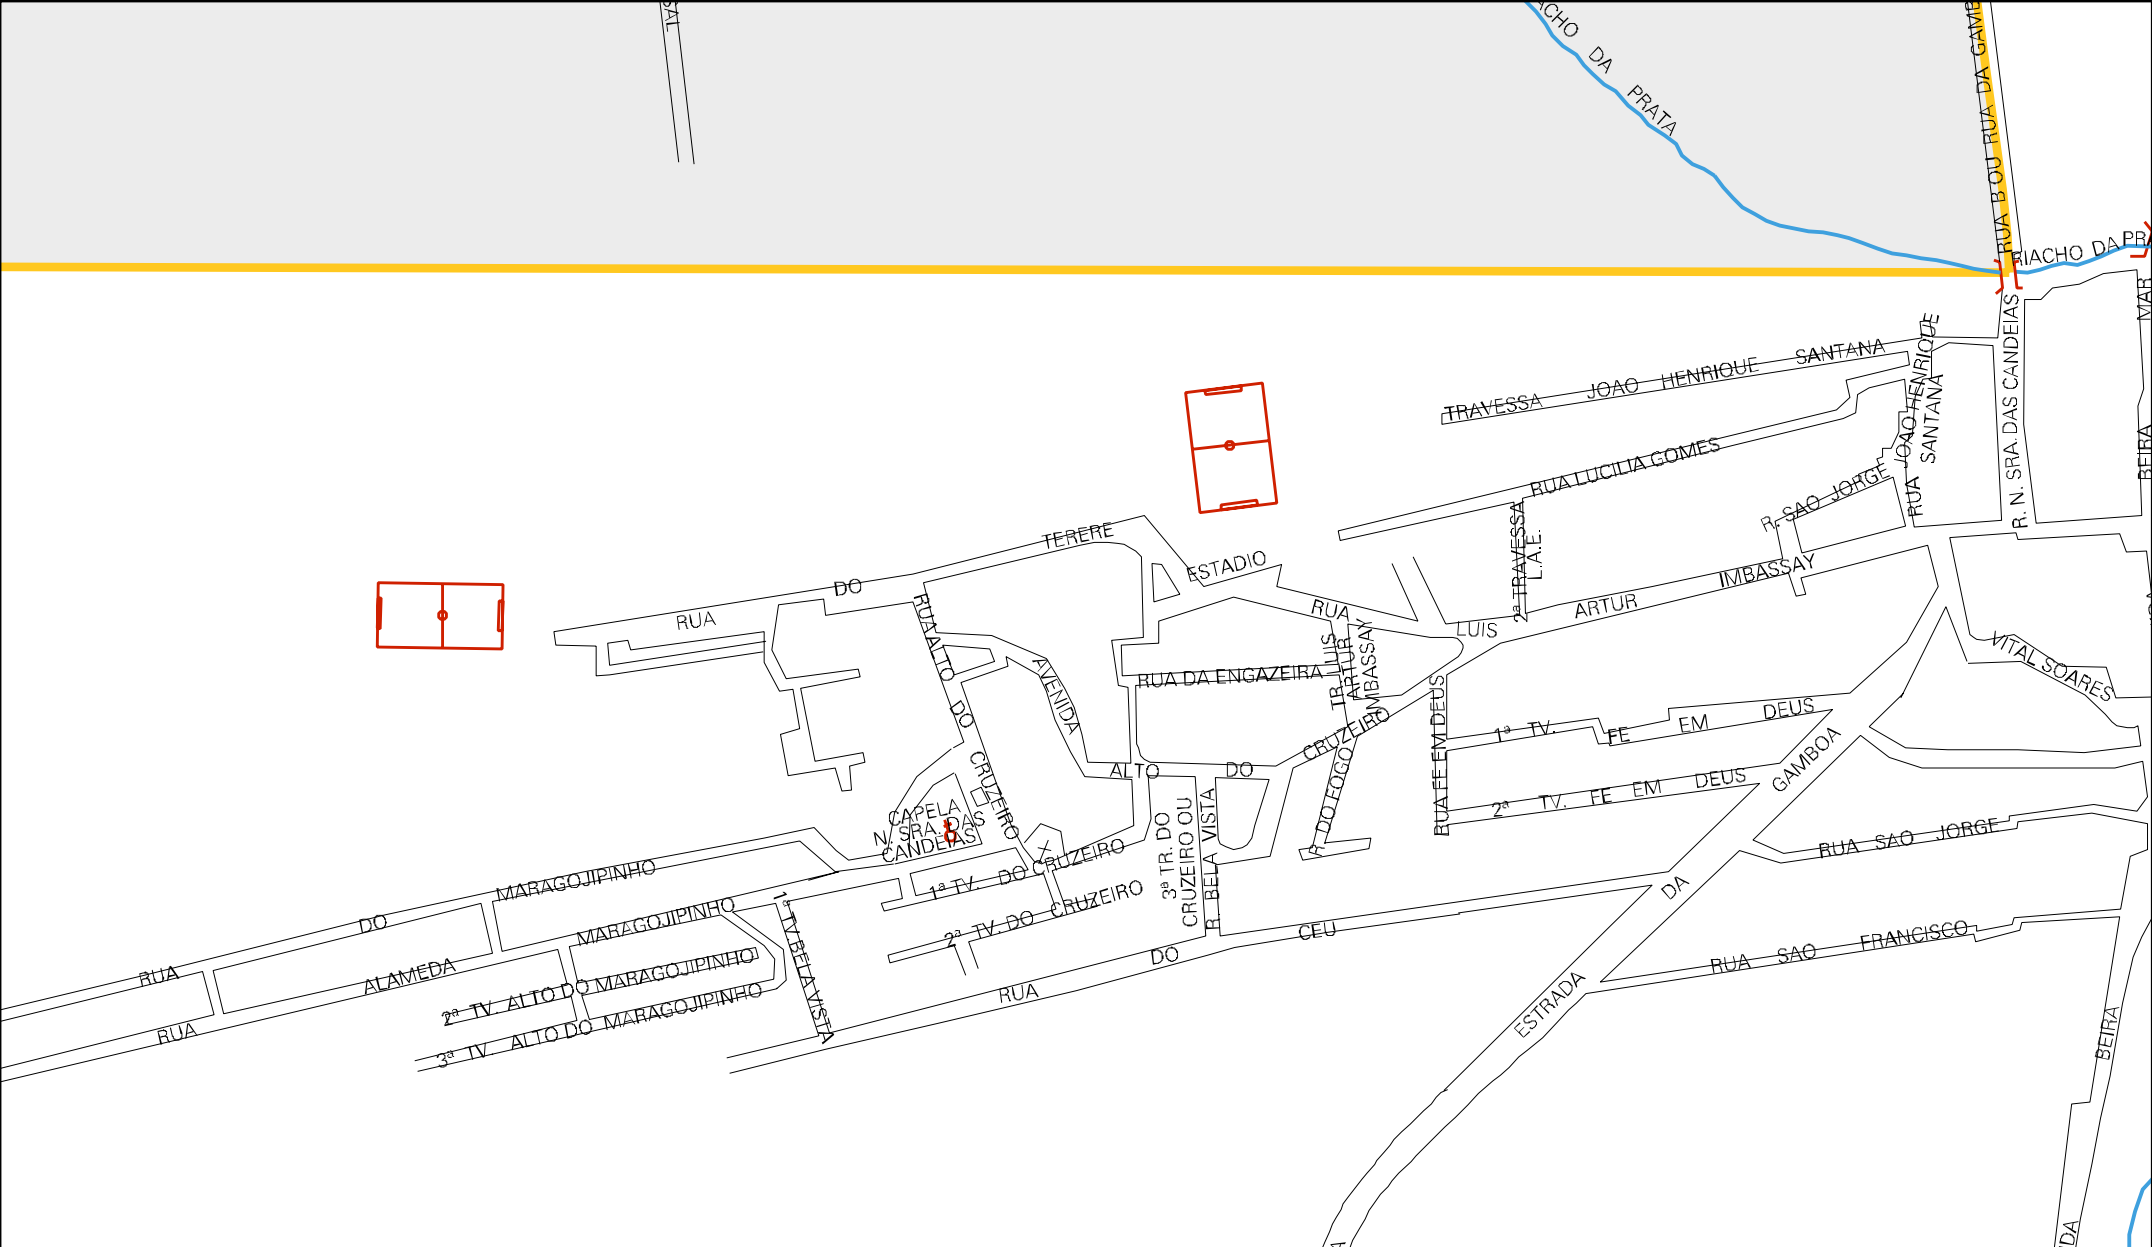 RIACHO DA PRATA
RUA B OU RUA DA GAMB
RIACHO DA PRA
MAR
BEIRA
R. N. SRA. DAS CANDEIAS
RUA JOAO HENRIQUE
SANTANA
TRAVESSA JOAO HENRIQUE SANTANA
RUA LUCILIA GOMES
R. SAO JORGE
2ª TRAVESSA
L.A.E.
RUA DO TERERE
ESTADIO
RUA LUIS ARTUR IMBASSAY
TR. LUIS
ARTUR
IMBASSAY
RUA DA ENGAZEIRA
RUA ALTO DO CRUZEIRO
AVENIDA
ALTO DO CRUZEIRO
VITAL SOARES
RUA FE EM DEUS
1ª TV. FE EM DEUS
2ª TV. FE EM DEUS
R. DO FOGO
CAPELA
N. SRA. DAS
CANDEIAS
1ª TV. DO CRUZEIRO
2ª TV. DO CRUZEIRO
3ª TR. DO
CRUZEIRO OU
R. BELA VISTA
RUA SAO JORGE
RUA SAO FRANCISCO
ESTRADA DA GAMBOA
RUA DO CEU
RUA DO MARAGOJIPINHO
RUA ALAMEDA MARAGOJIPINHO
2ª TV. ALTO DO MARAGOJIPINHO
3ª TV. ALTO DO MARAGOJIPINHO
1ª TV BELA VISTA
BEIRA